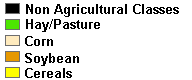 Non Agricultural Classes
Hay/Pasture
Corn
Soybean
Cereals